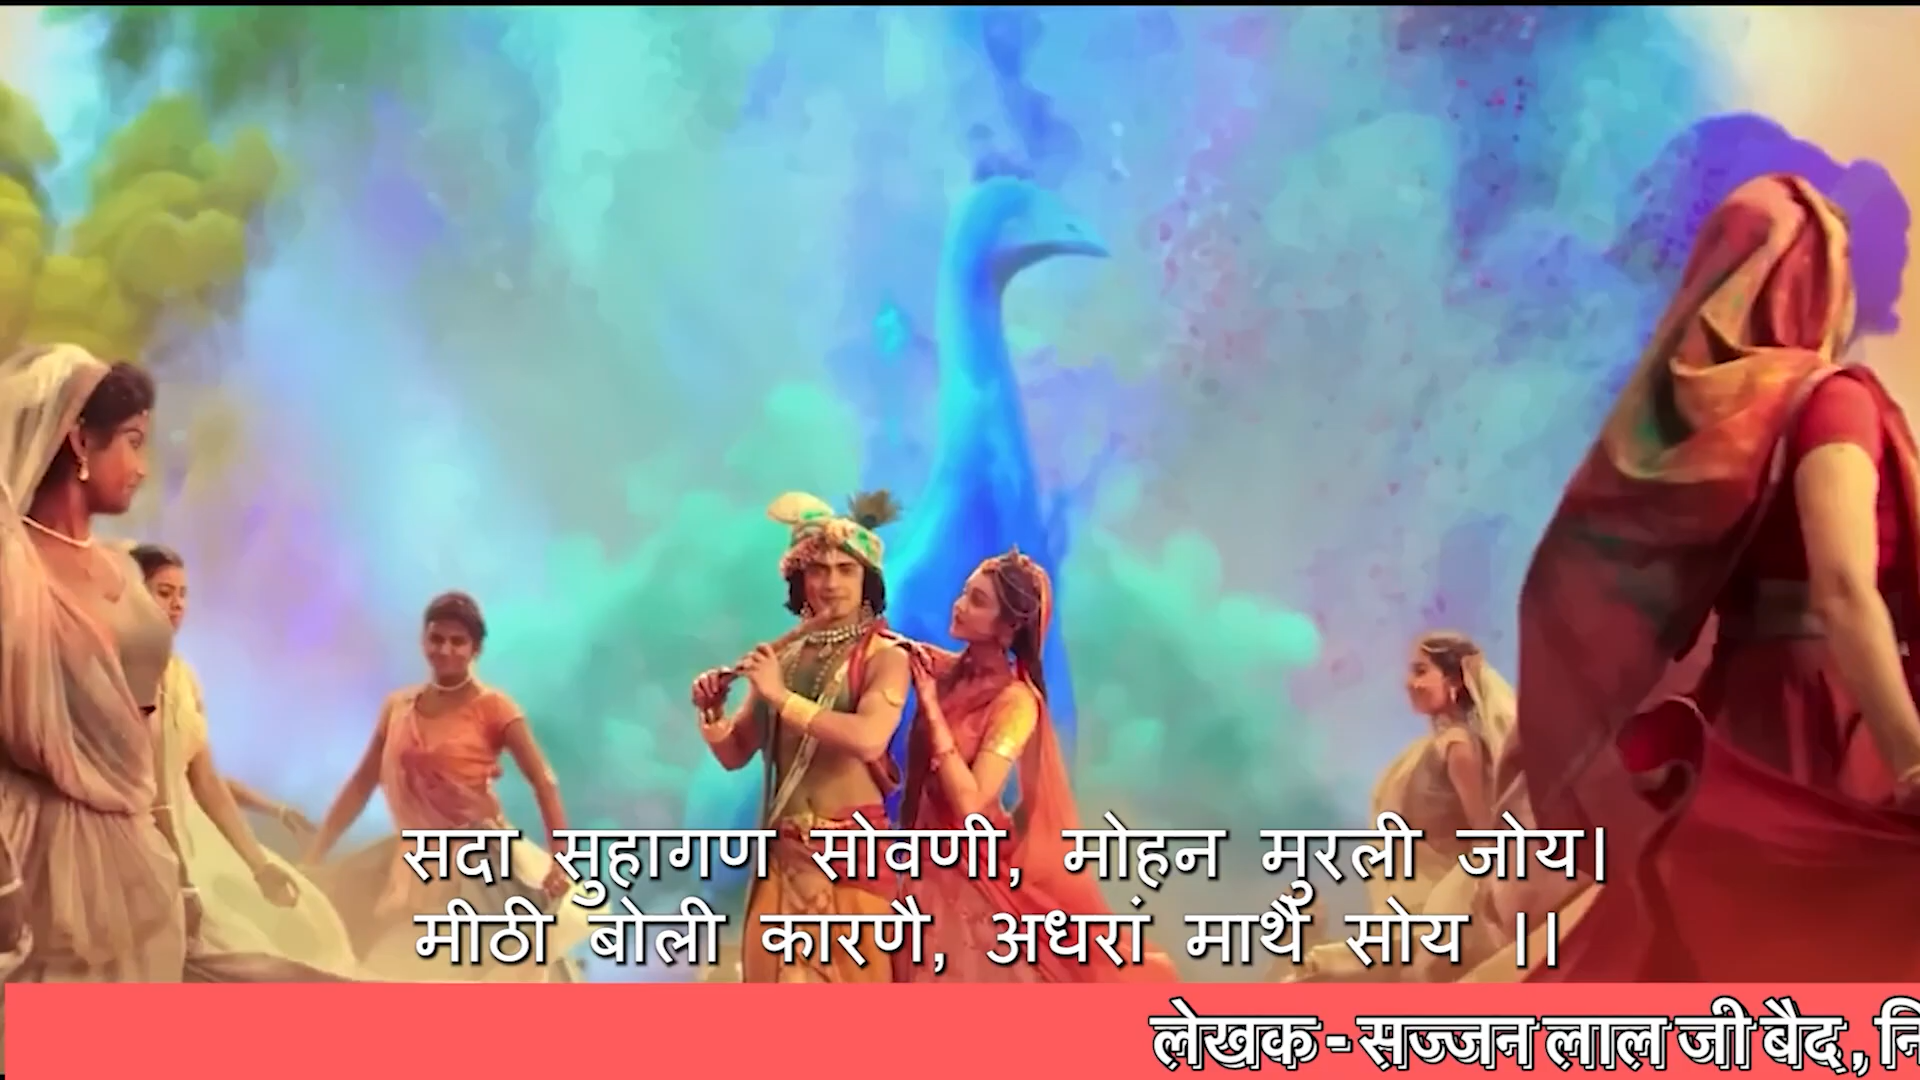 सदा सुहागण सोवणी, मोहन मुरली जोय।
मीठी बोली कारणै, अधरां माथै सोय ।।
लेखक - सज्जन लाल जी बैद , नि